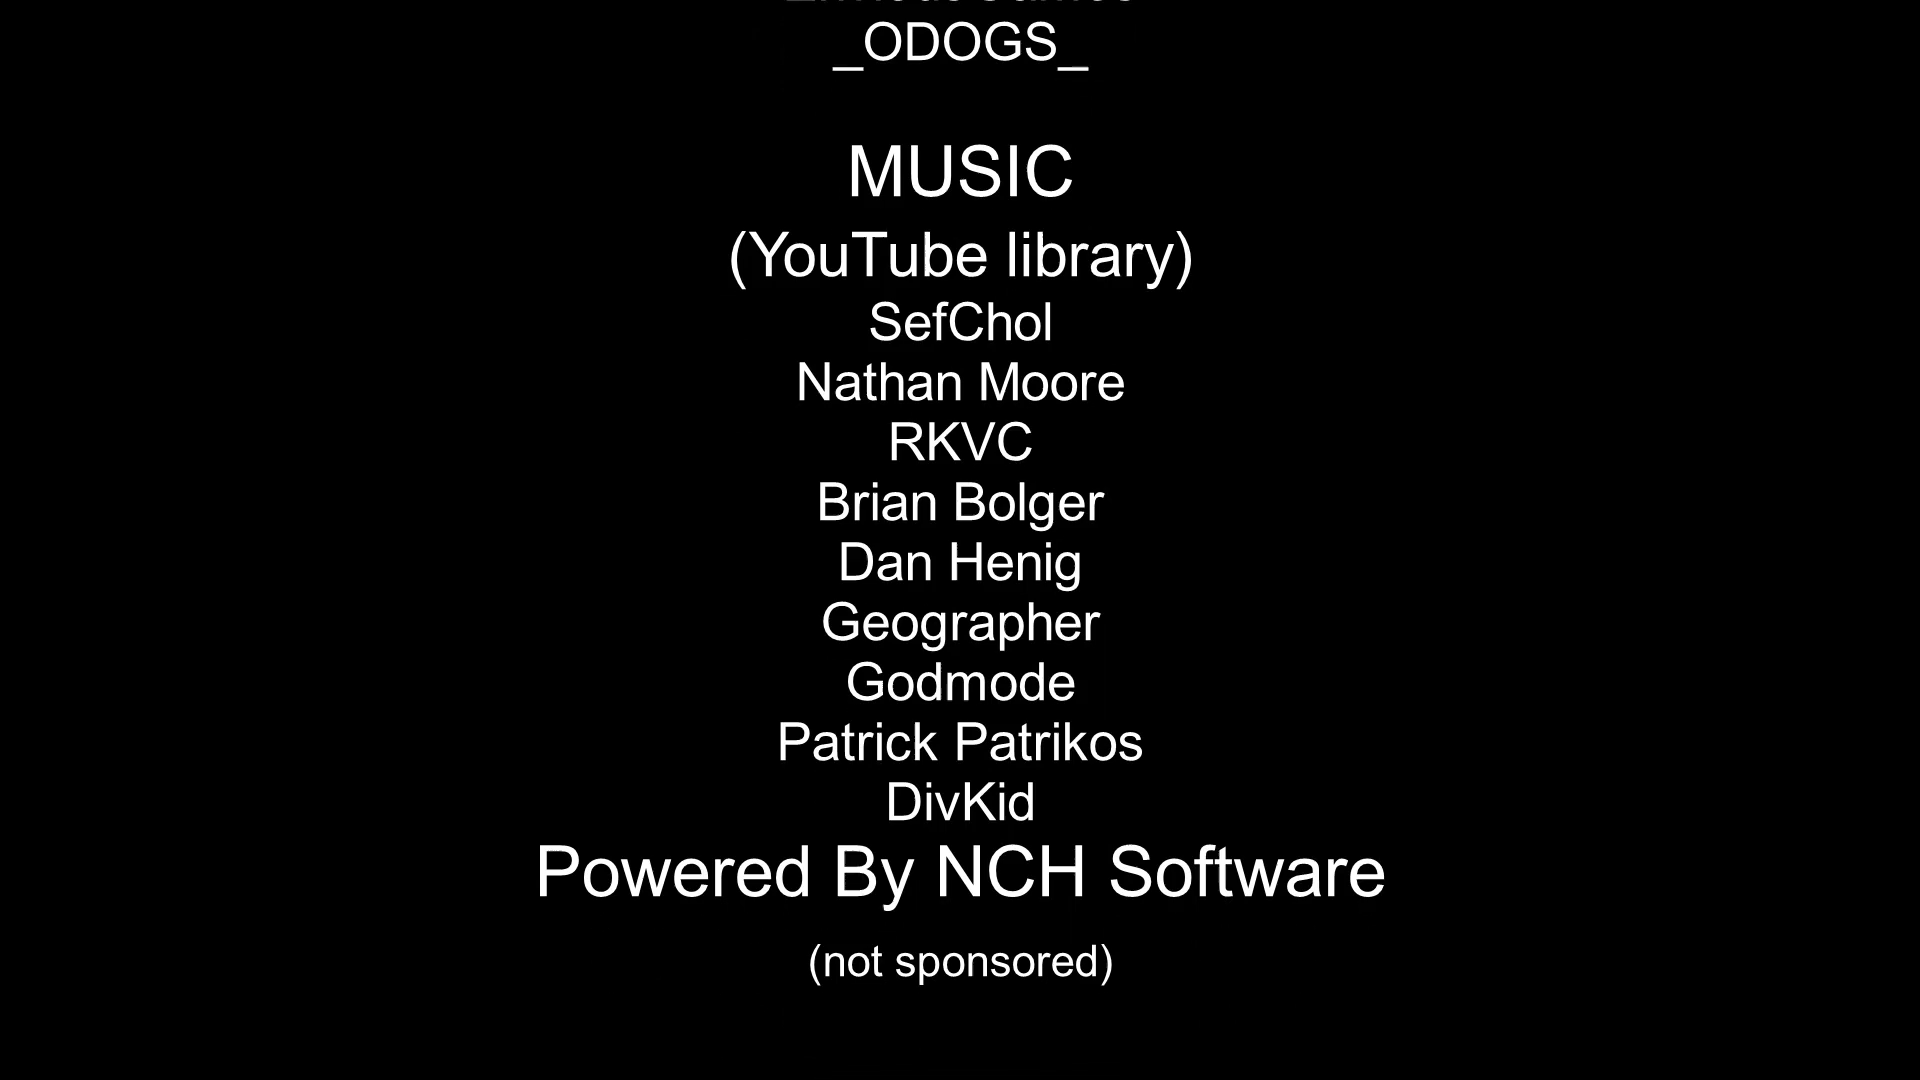 _ODOGS_
MUSIC
(YouTube library)
SefChol
Nathan Moore
RKVC
Brian Bolger
Dan Henig
Geographer
Godmode
Patrick Patrikos
DivKid
Powered By NCH Software
(not sponsored)